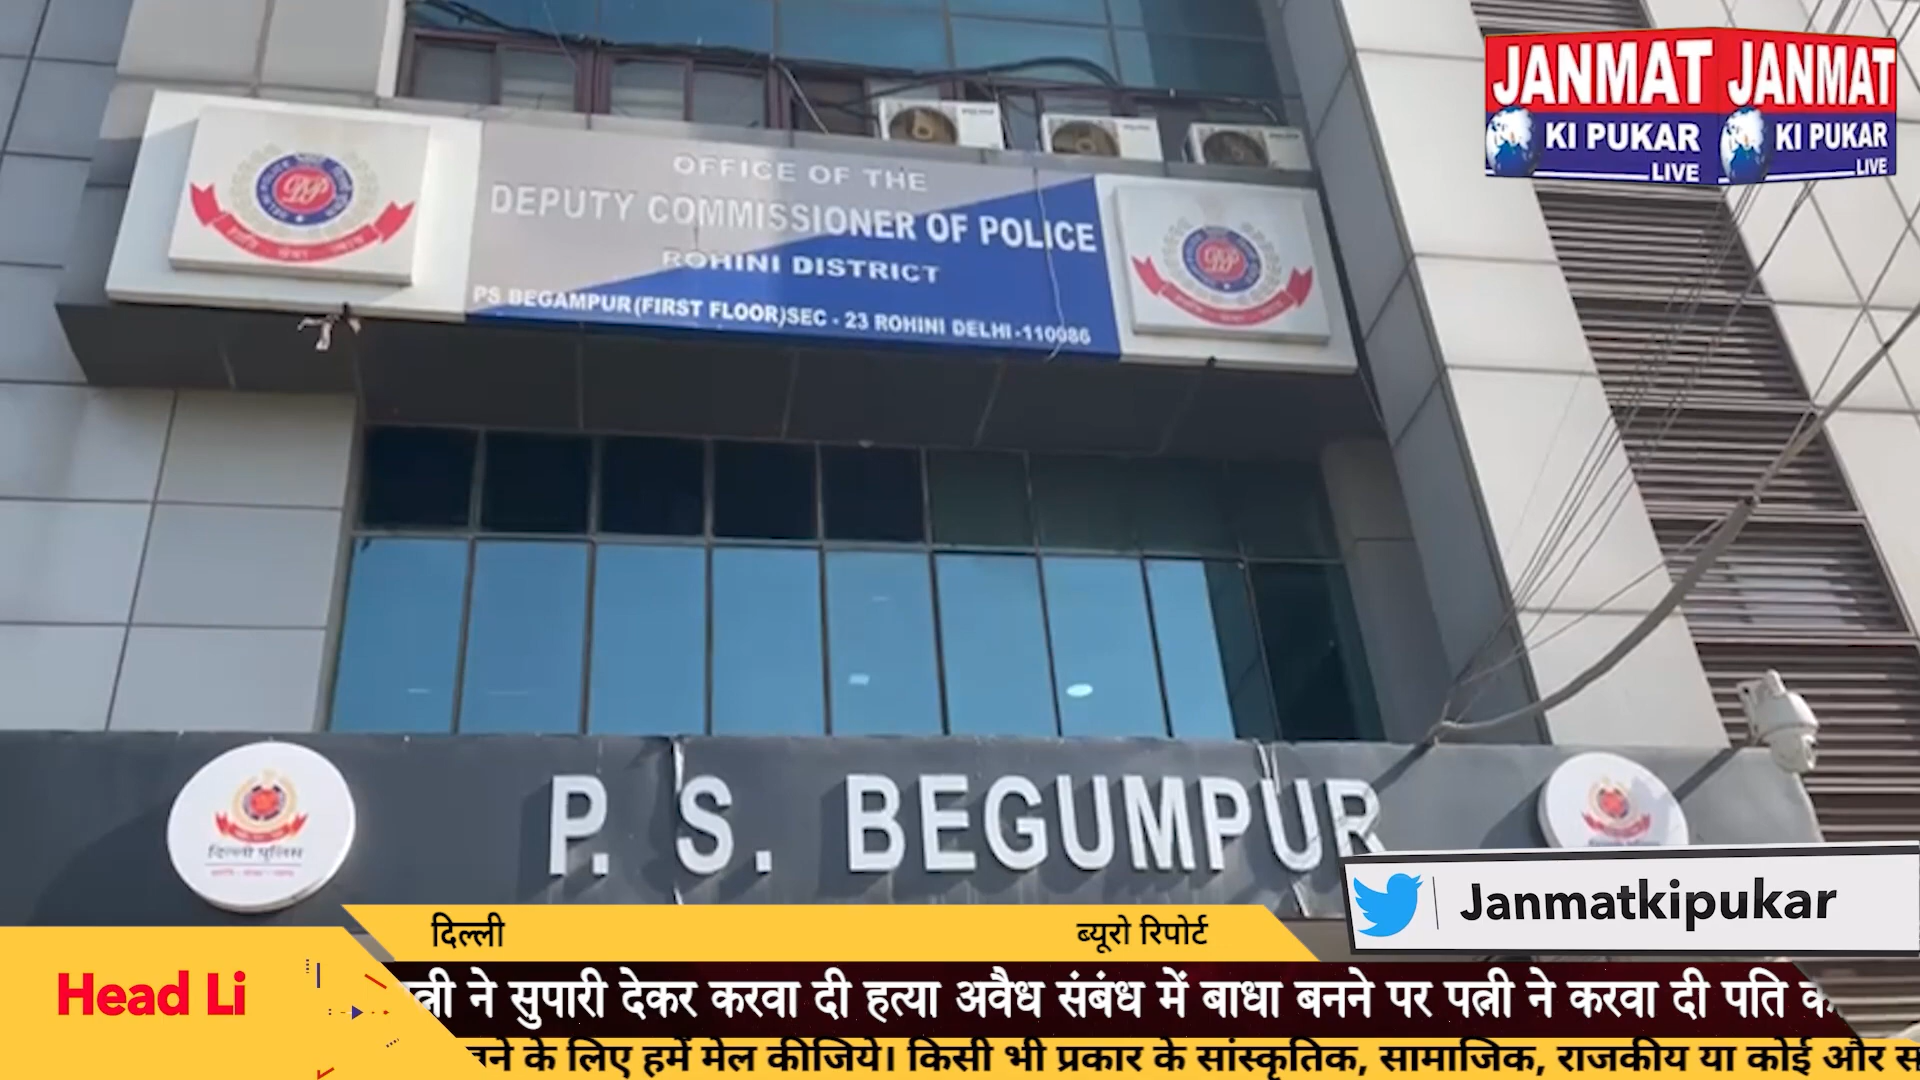 JANMAT JANMAT
KI PUKAR KI PUKAR
LIVE LIVE
OFFICE OF THE
DEPUTY COMMISSIONER OF POLICE
ROHINI DISTRICT
PS BEGAMPUR(FIRST FLOOR)SEC - 23 ROHINI DELHI -110086
P. S. BEGUMPUR
दिल्ली पुलिस
Janmatkipukar
दिल्ली
ब्यूरो रिपोर्ट
Head Li
ने सुपारी देकर करवा दी हत्या अवैध संबंध में बाधा बनने पर पत्नी ने करवा दी पति
के लिए हमें मेल कीजिये। किसी भी प्रकार के सांस्कृतिक, सामाजिक, राजकीय या कोई और